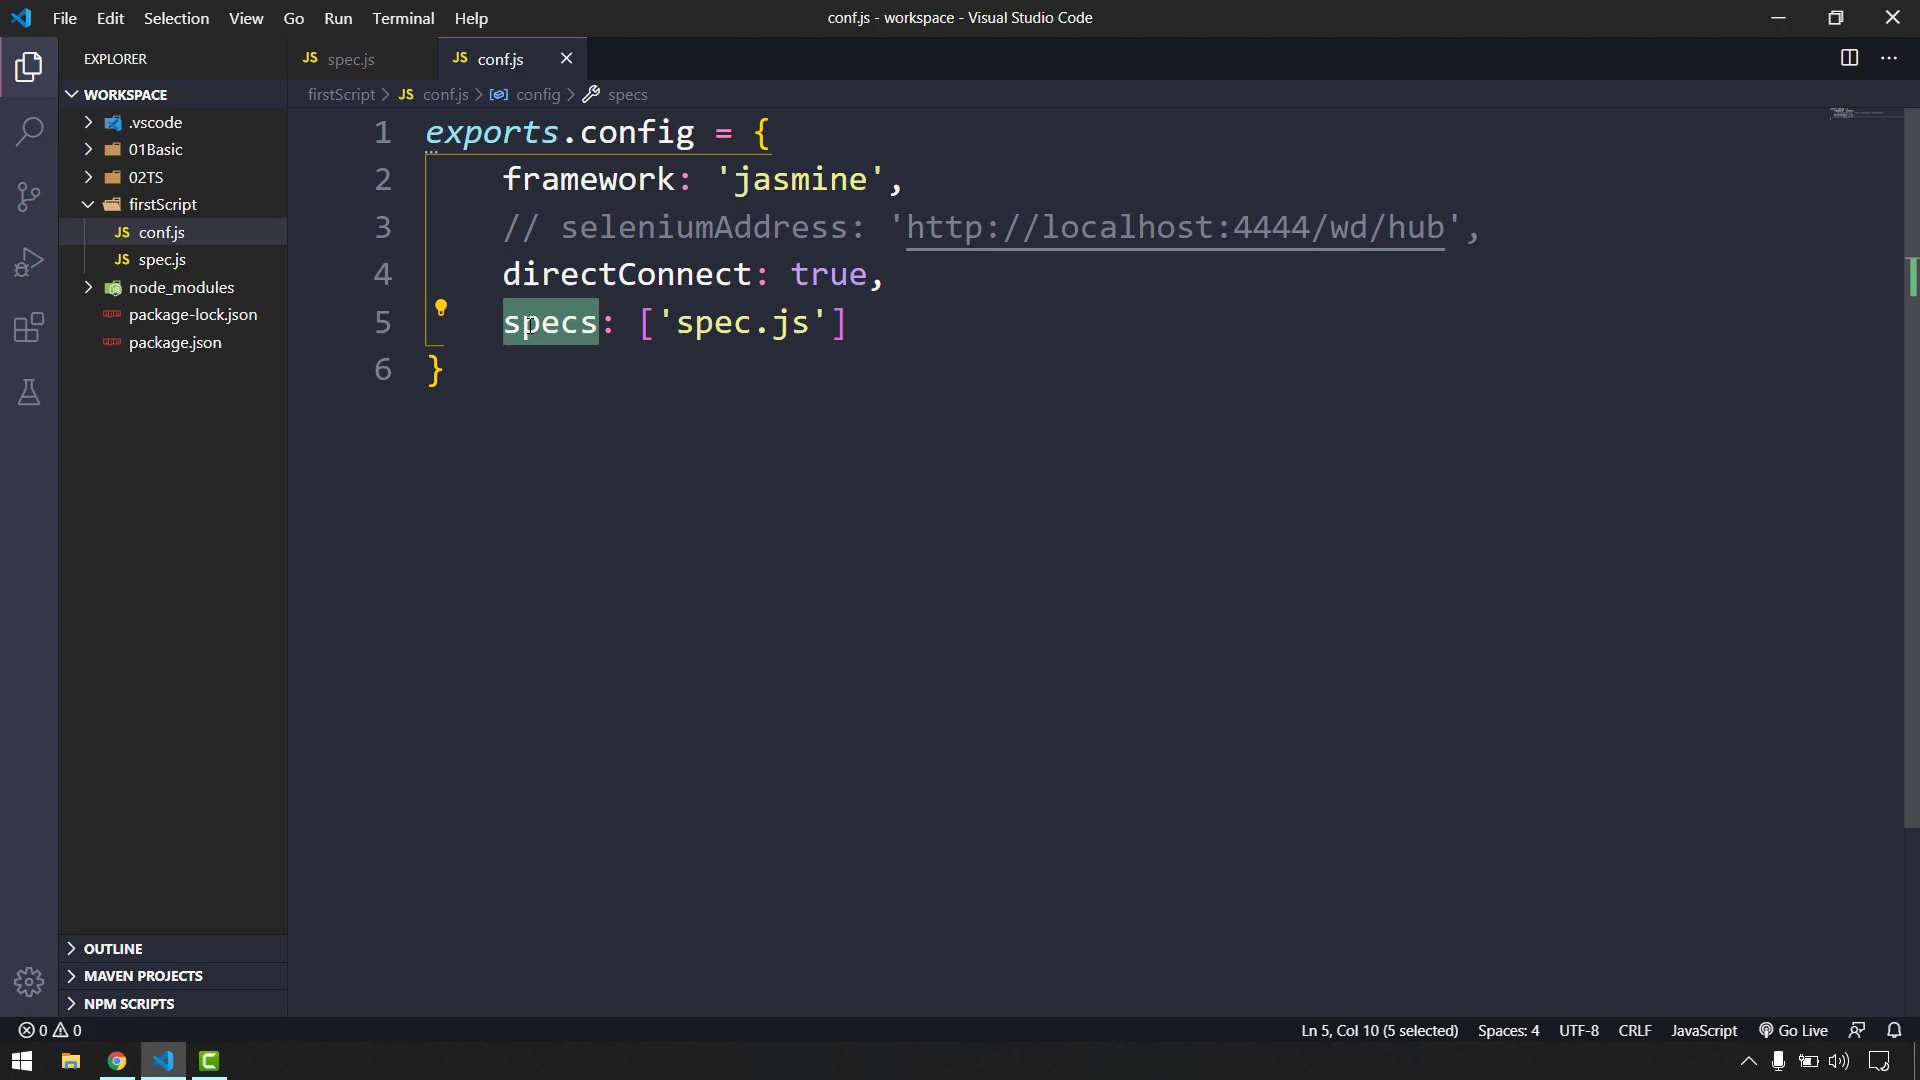 File Edit Selection View Go Run Terminal Help
conf.js - workspace - Visual Studio Code
EXPLORER
JS spec.js
JS conf.js
WORKSPACE
firstScript > JS conf.js > config > specs
.vscode
01Basic
02TS
firstScript
JS conf.js
JS spec.js
node_modules
package-lock.json
package.json
1 exports.config = {
2 framework: 'jasmine',
3 // seleniumAddress: 'http://localhost:4444/wd/hub',
4 directConnect: true,
5 specs: ['spec.js']
6 }
OUTLINE
MAVEN PROJECTS
NPM SCRIPTS
0 0
Ln 5, Col 10 (5 selected) Spaces: 4 UTF-8 CRLF JavaScript Go Live